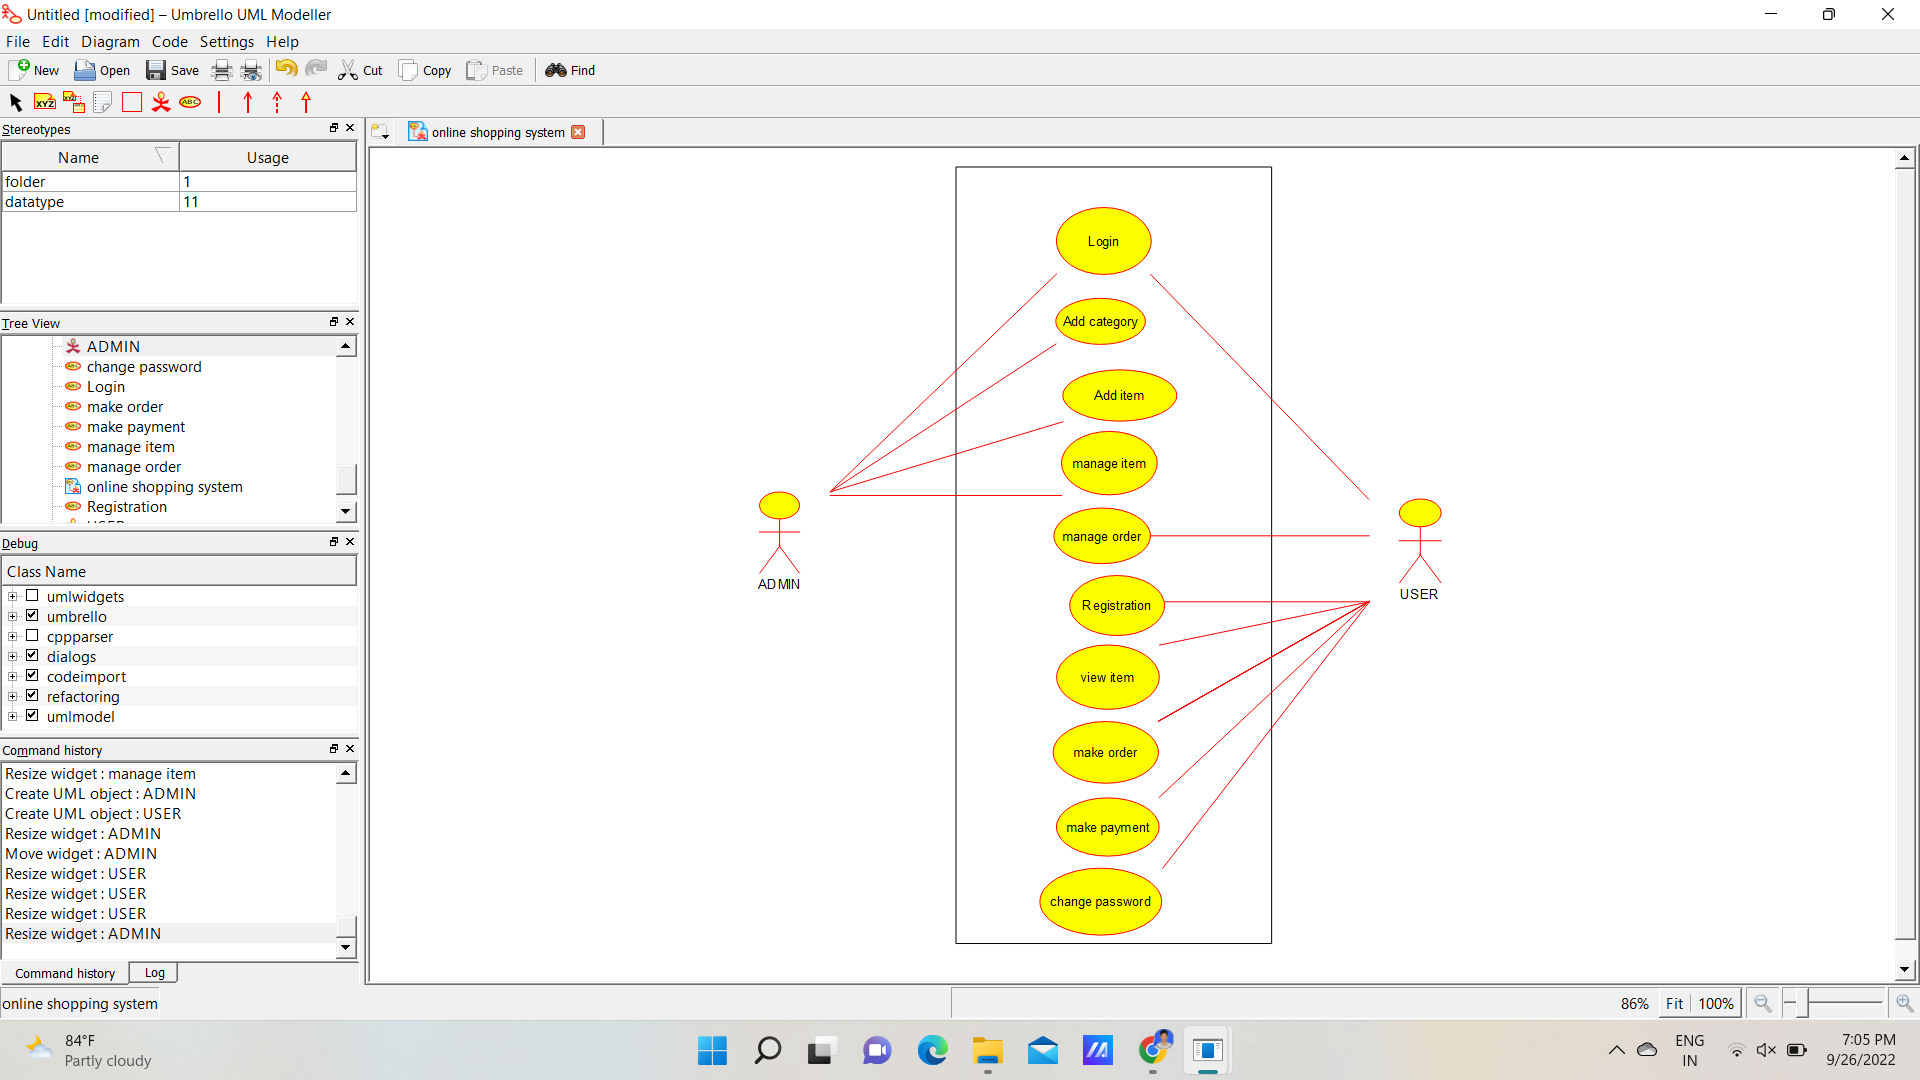 Untitled [modified] – Umbrello UML Modeller
File Edit Diagram Code Settings Help
New Open Save Cut Copy Paste Find
XYZ XYZ ABC
Stereotypes
Name Usage
folder 1
datatype 11
Tree View
ADMIN
change password
Login
make order
make payment
manage item
manage order
online shopping system
Registration
Debug
Class Name
umlwidgets
umbrello
cppparser
dialogs
codeimport
refactoring
umlmodel
Command history
Resize widget : manage item
Create UML object : ADMIN
Create UML object : USER
Resize widget : ADMIN
Move widget : ADMIN
Resize widget : USER
Resize widget : USER
Resize widget : USER
Resize widget : ADMIN
Command history Log
online shopping system
Login
Add category
Add item
manage item
manage order
Registration
view item
make order
make payment
change password
ADMIN
USER
online shopping system
86% Fit 100%
84°F
Partly cloudy
ENG
IN
7:05 PM
9/26/2022